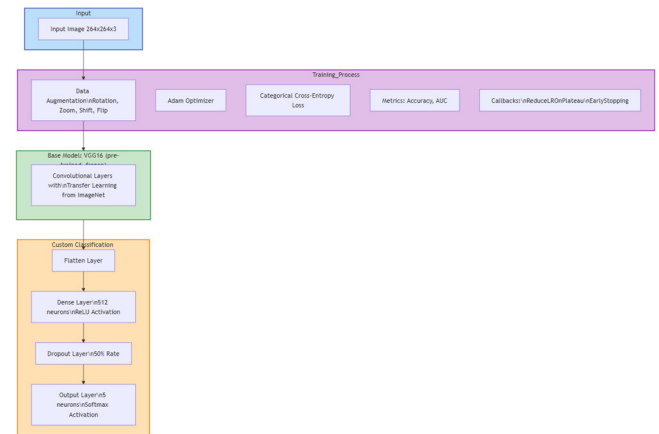 Input
Input Image 264x264x3
Training_Process
Data
Augmentation\nRotation,
Zoom, Shift, Flip
Adam Optimizer
Categorical Cross-Entropy
Loss
Metrics: Accuracy, AUC
Callbacks:\nReduceLROnPlateau\nEarlyStopping
Base Model: VGG16 (pre-
Convolutional Layers
with\nTransfer Learning
from ImageNet
Custom Classification
Flatten Layer
Dense Layer\n512
neurons\nReLU Activation
Dropout Layer\n50% Rate
Output Layer\n5
neurons\nSoftmax
Activation